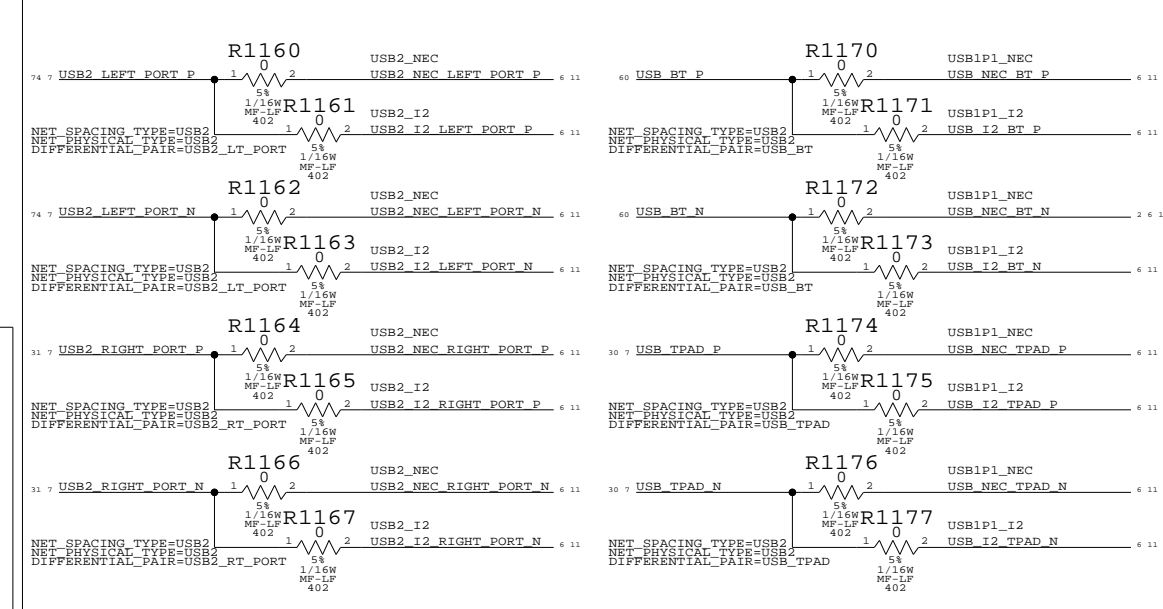 R1160
0
USB2_NEC
74 7 USB2_LEFT_PORT_P 1 2 USB2_NEC_LEFT_PORT_P 6 11
5%
1/16W
MF-LF
402
R1161
0
USB2_I2
1 2 USB2_I2_LEFT_PORT_P 6 11
NET_SPACING_TYPE=USB2
NET_PHYSICAL_TYPE=USB2
DIFFERENTIAL_PAIR=USB2_LT_PORT
5%
1/16W
MF-LF
402
R1162
0
USB2_NEC
74 7 USB2_LEFT_PORT_N 1 2 USB2_NEC_LEFT_PORT_N 6 11
5%
1/16W
MF-LF
402
R1163
0
USB2_I2
1 2 USB2_I2_LEFT_PORT_N 6 11
NET_SPACING_TYPE=USB2
NET_PHYSICAL_TYPE=USB2
DIFFERENTIAL_PAIR=USB2_LT_PORT
5%
1/16W
MF-LF
402
R1164
0
USB2_NEC
31 7 USB2_RIGHT_PORT_P 1 2 USB2_NEC_RIGHT_PORT_P 6 11
5%
1/16W
MF-LF
402
R1165
0
USB2_I2
1 2 USB2_I2_RIGHT_PORT_P 6 11
NET_SPACING_TYPE=USB2
NET_PHYSICAL_TYPE=USB2
DIFFERENTIAL_PAIR=USB2_RT_PORT
5%
1/16W
MF-LF
402
R1166
0
USB2_NEC
31 7 USB2_RIGHT_PORT_N 1 2 USB2_NEC_RIGHT_PORT_N 6 11
5%
1/16W
MF-LF
402
R1167
0
USB2_I2
1 2 USB2_I2_RIGHT_PORT_N 6 11
NET_SPACING_TYPE=USB2
NET_PHYSICAL_TYPE=USB2
DIFFERENTIAL_PAIR=USB2_RT_PORT
5%
1/16W
MF-LF
402
R1170
0
USB1P1_NEC
60 USB_BT_P 1 2 USB_NEC_BT_P 6 11
5%
1/16W
MF-LF
402
R1171
0
USB1P1_I2
1 2 USB_I2_BT_P 6 11
NET_SPACING_TYPE=USB2
NET_PHYSICAL_TYPE=USB2
DIFFERENTIAL_PAIR=USB_BT
5%
1/16W
MF-LF
402
R1172
0
USB1P1_NEC
60 USB_BT_N 1 2 USB_NEC_BT_N 2 6 1
5%
1/16W
MF-LF
402
R1173
0
USB1P1_I2
1 2 USB_I2_BT_N 6 11
NET_SPACING_TYPE=USB2
NET_PHYSICAL_TYPE=USB2
DIFFERENTIAL_PAIR=USB_BT
5%
1/16W
MF-LF
402
R1174
0
USB1P1_NEC
30 7 USB_TPAD_P 1 2 USB_NEC_TPAD_P 6 11
5%
1/16W
MF-LF
402
R1175
0
USB1P1_I2
1 2 USB_I2_TPAD_P 6 11
NET_SPACING_TYPE=USB2
NET_PHYSICAL_TYPE=USB2
DIFFERENTIAL_PAIR=USB_TPAD
5%
1/16W
MF-LF
402
R1176
0
USB1P1_NEC
30 7 USB_TPAD_N 1 2 USB_NEC_TPAD_N 6 11
5%
1/16W
MF-LF
402
R1177
0
USB1P1_I2
1 2 USB_I2_TPAD_N 6 11
NET_SPACING_TYPE=USB2
NET_PHYSICAL_TYPE=USB2
DIFFERENTIAL_PAIR=USB_TPAD
5%
1/16W
MF-LF
402